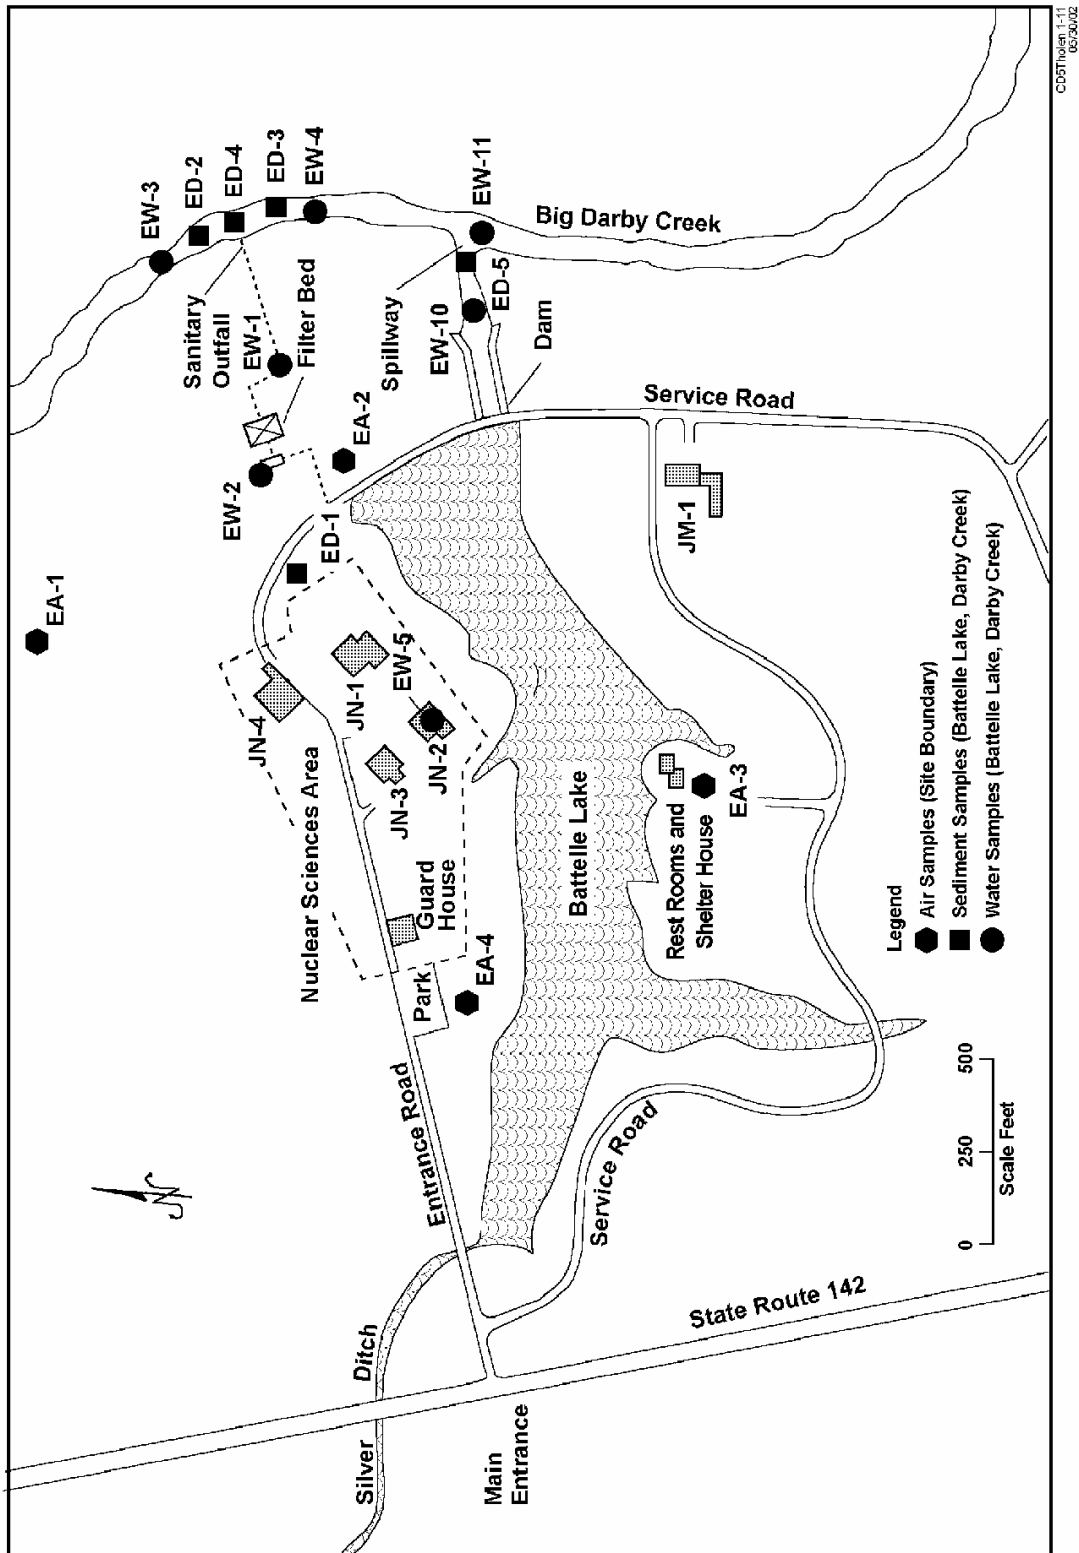 CD5Tholen 1-11
05/30/02
EW-3
ED-2
ED-4
ED-3
EW-4
EW-11
Big Darby Creek
Sanitary
Outfall
EW-1
Filter Bed
Spillway
EW-10
ED-5
Dam
EA-1
EW-2
EA-2
ED-1
Service Road
JM-1
JN-4
JN-1
EW-5
JN-2
JN-3
Nuclear Sciences Area
Guard
House
Park
EA-4
Battelle Lake
Rest Rooms and
Shelter House
EA-3
Entrance Road
Service Road
State Route 142
Silver Ditch
Main
Entrance
N
Legend
Air Samples (Site Boundary)
Sediment Samples (Battelle Lake, Darby Creek)
Water Samples (Battelle Lake, Darby Creek)
0 250 500
Scale Feet